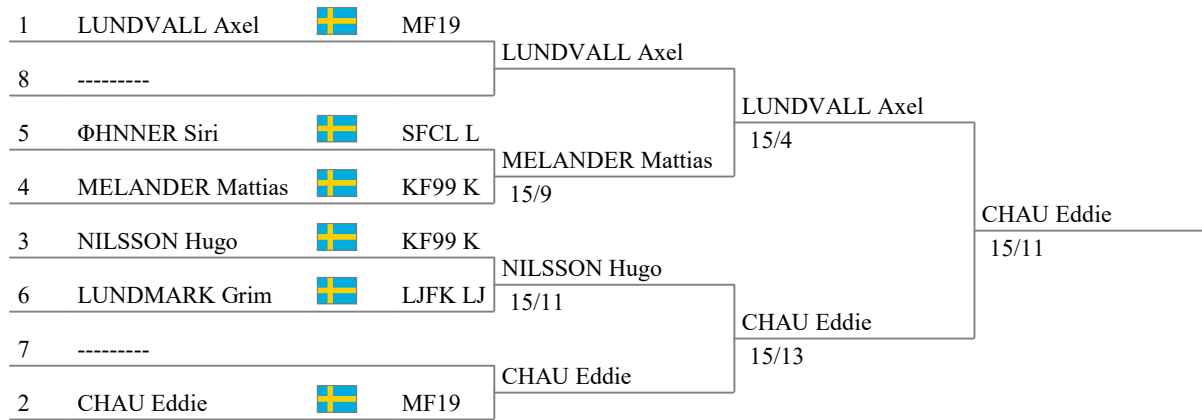 1 LUNDVALL Axel MF19
LUNDVALL Axel
8 ---------
LUNDVALL Axel
15/4
5 ΦHNNER Siri SFCL L
MELANDER Mattias
15/9
4 MELANDER Mattias KF99 K
CHAU Eddie
15/11
3 NILSSON Hugo KF99 K
NILSSON Hugo
15/11
6 LUNDMARK Grim LJFK LJ
CHAU Eddie
15/13
7 ---------
CHAU Eddie
2 CHAU Eddie MF19